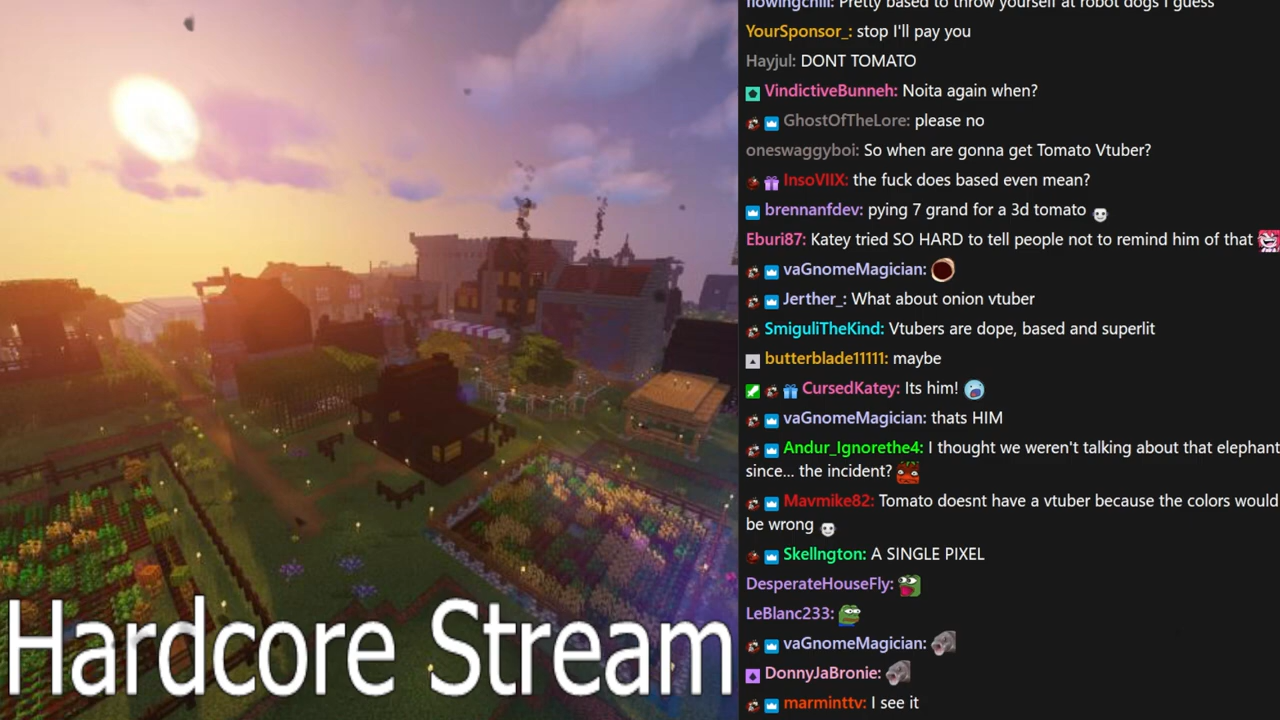 flowingchill: Pretty based to throw yourself at robot dogs I guess
YourSponsor_: stop I'll pay you
Hayjul: DONT TOMATO
VindictiveBunneh: Noita again when?
GhostOfTheLore: please no
oneswaggyboi: So when are gonna get Tomato Vtuber?
InsoVIIX: the fuck does based even mean?
brennanfdev: pying 7 grand for a 3d tomato
Eburi87: Katey tried SO HARD to tell people not to remind him of that
vaGnomeMagician:
Jerther_: What about onion vtuber
SmiguliTheKind: Vtubers are dope, based and superlit
butterblade11111: maybe
CursedKatey: Its him!
vaGnomeMagician: thats HIM
Andur_Ignorethe4: I thought we weren't talking about that elephant
since... the incident?
Mavmike82: Tomato doesnt have a vtuber because the colors would
be wrong
Skellngton: A SINGLE PIXEL
DesperateHouseFly:
LeBlanc233:
vaGnomeMagician:
DonnyJaBronie:
marminttv: I see it
Hardcore Stream